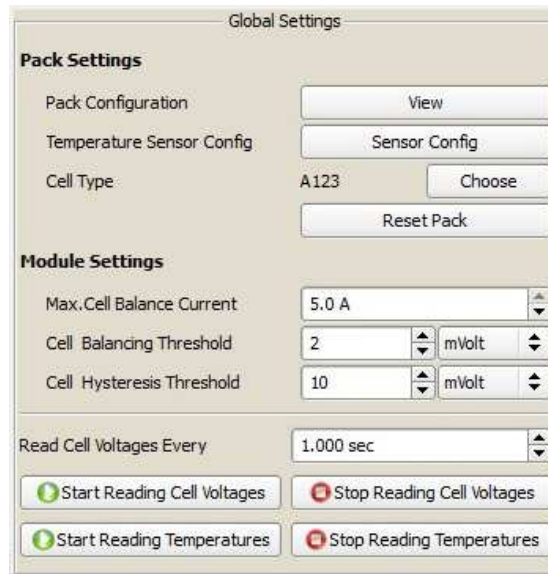 Global Settings
Pack Settings
Pack Configuration View
Temperature Sensor Config Sensor Config
Cell Type A123 Choose
Reset Pack
Module Settings
Max.Cell Balance Current 5.0 A
Cell Balancing Threshold 2 mVolt
Cell Hysteresis Threshold 10 mVolt
Read Cell Voltages Every 1.000 sec
Start Reading Cell Voltages Stop Reading Cell Voltages
Start Reading Temperatures Stop Reading Temperatures